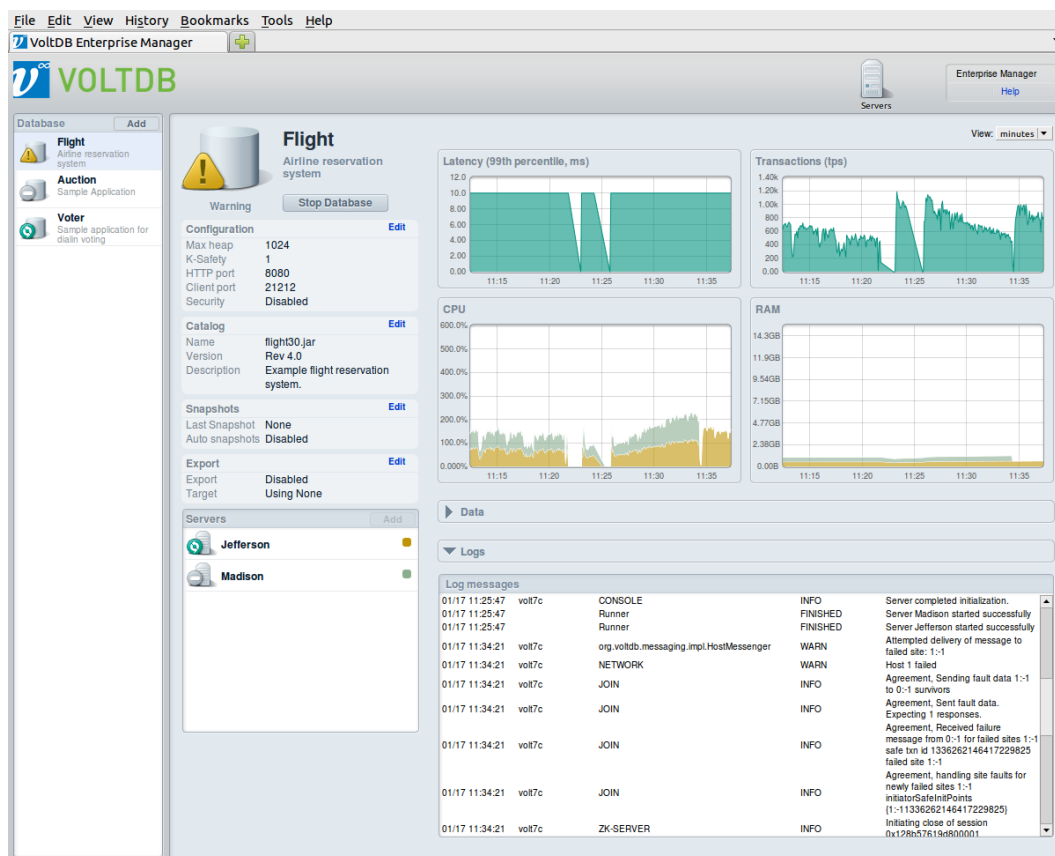 File Edit View History Bookmarks Tools Help
VoltDB Enterprise Manager
VOLTDB
Servers
Enterprise Manager
Help
Database Add
Flight
Airline reservation
system
Auction
Sample Application
Voter
Sample application for
dialin voting
Flight
Airline reservation
system
Warning
Stop Database
Configuration Edit
Max heap 1024
K-Safety 1
HTTP port 8080
Client port 21212
Security Disabled
Catalog Edit
Name flight30.jar
Version Rev 4.0
Description Example flight reservation
system.
Snapshots Edit
Last Snapshot None
Auto snapshots Disabled
Export Edit
Export Disabled
Target Using None
Servers Add
Jefferson
Madison
View: minutes
Latency (99th percentile, ms)
12.0
10.0
8.00
6.00
4.00
2.00
0.00
11:15 11:20 11:25 11:30 11:35
Transactions (tps)
1.40k
1.20k
1.00k
800
600
400
200
0.00
11:15 11:20 11:25 11:30 11:35
CPU
600.0%
500.0%
400.0%
300.0%
200.0%
100.0%
0.000%
11:15 11:20 11:25 11:30 11:35
RAM
14.3GB
11.9GB
9.54GB
7.15GB
4.77GB
2.38GB
0.00B
11:15 11:20 11:25 11:30 11:35
Data
Logs
Log messages
01/17 11:25:47 volt7c CONSOLE INFO Server completed initialization.
01/17 11:25:47 Runner FINISHED Server Madison started successfully
01/17 11:25:47 Runner FINISHED Server Jefferson started successfully
01/17 11:34:21 volt7c org.voltdb.messaging.impl.HostMessenger WARN Attempted delivery of message to
failed site: 1:-1
01/17 11:34:21 volt7c NETWORK WARN Host 1 failed
01/17 11:34:21 volt7c JOIN INFO Agreement, Sending fault data 1:-1
to 0:-1 survivors
01/17 11:34:21 volt7c JOIN INFO Agreement, Sent fault data.
Expecting 1 responses.
01/17 11:34:21 volt7c JOIN INFO Agreement, Received failure
message from 0:-1 for failed sites 1:-1
safe txn id 1336262146417229825
failed site 1:-1
01/17 11:34:21 volt7c JOIN INFO Agreement, handling site faults for
newly failed sites 1:-1
initiatorSafeInitPoints
{1:-11336262146417229825}
01/17 11:34:21 volt7c ZK-SERVER INFO Initiating close of session
0x128b57619d800001